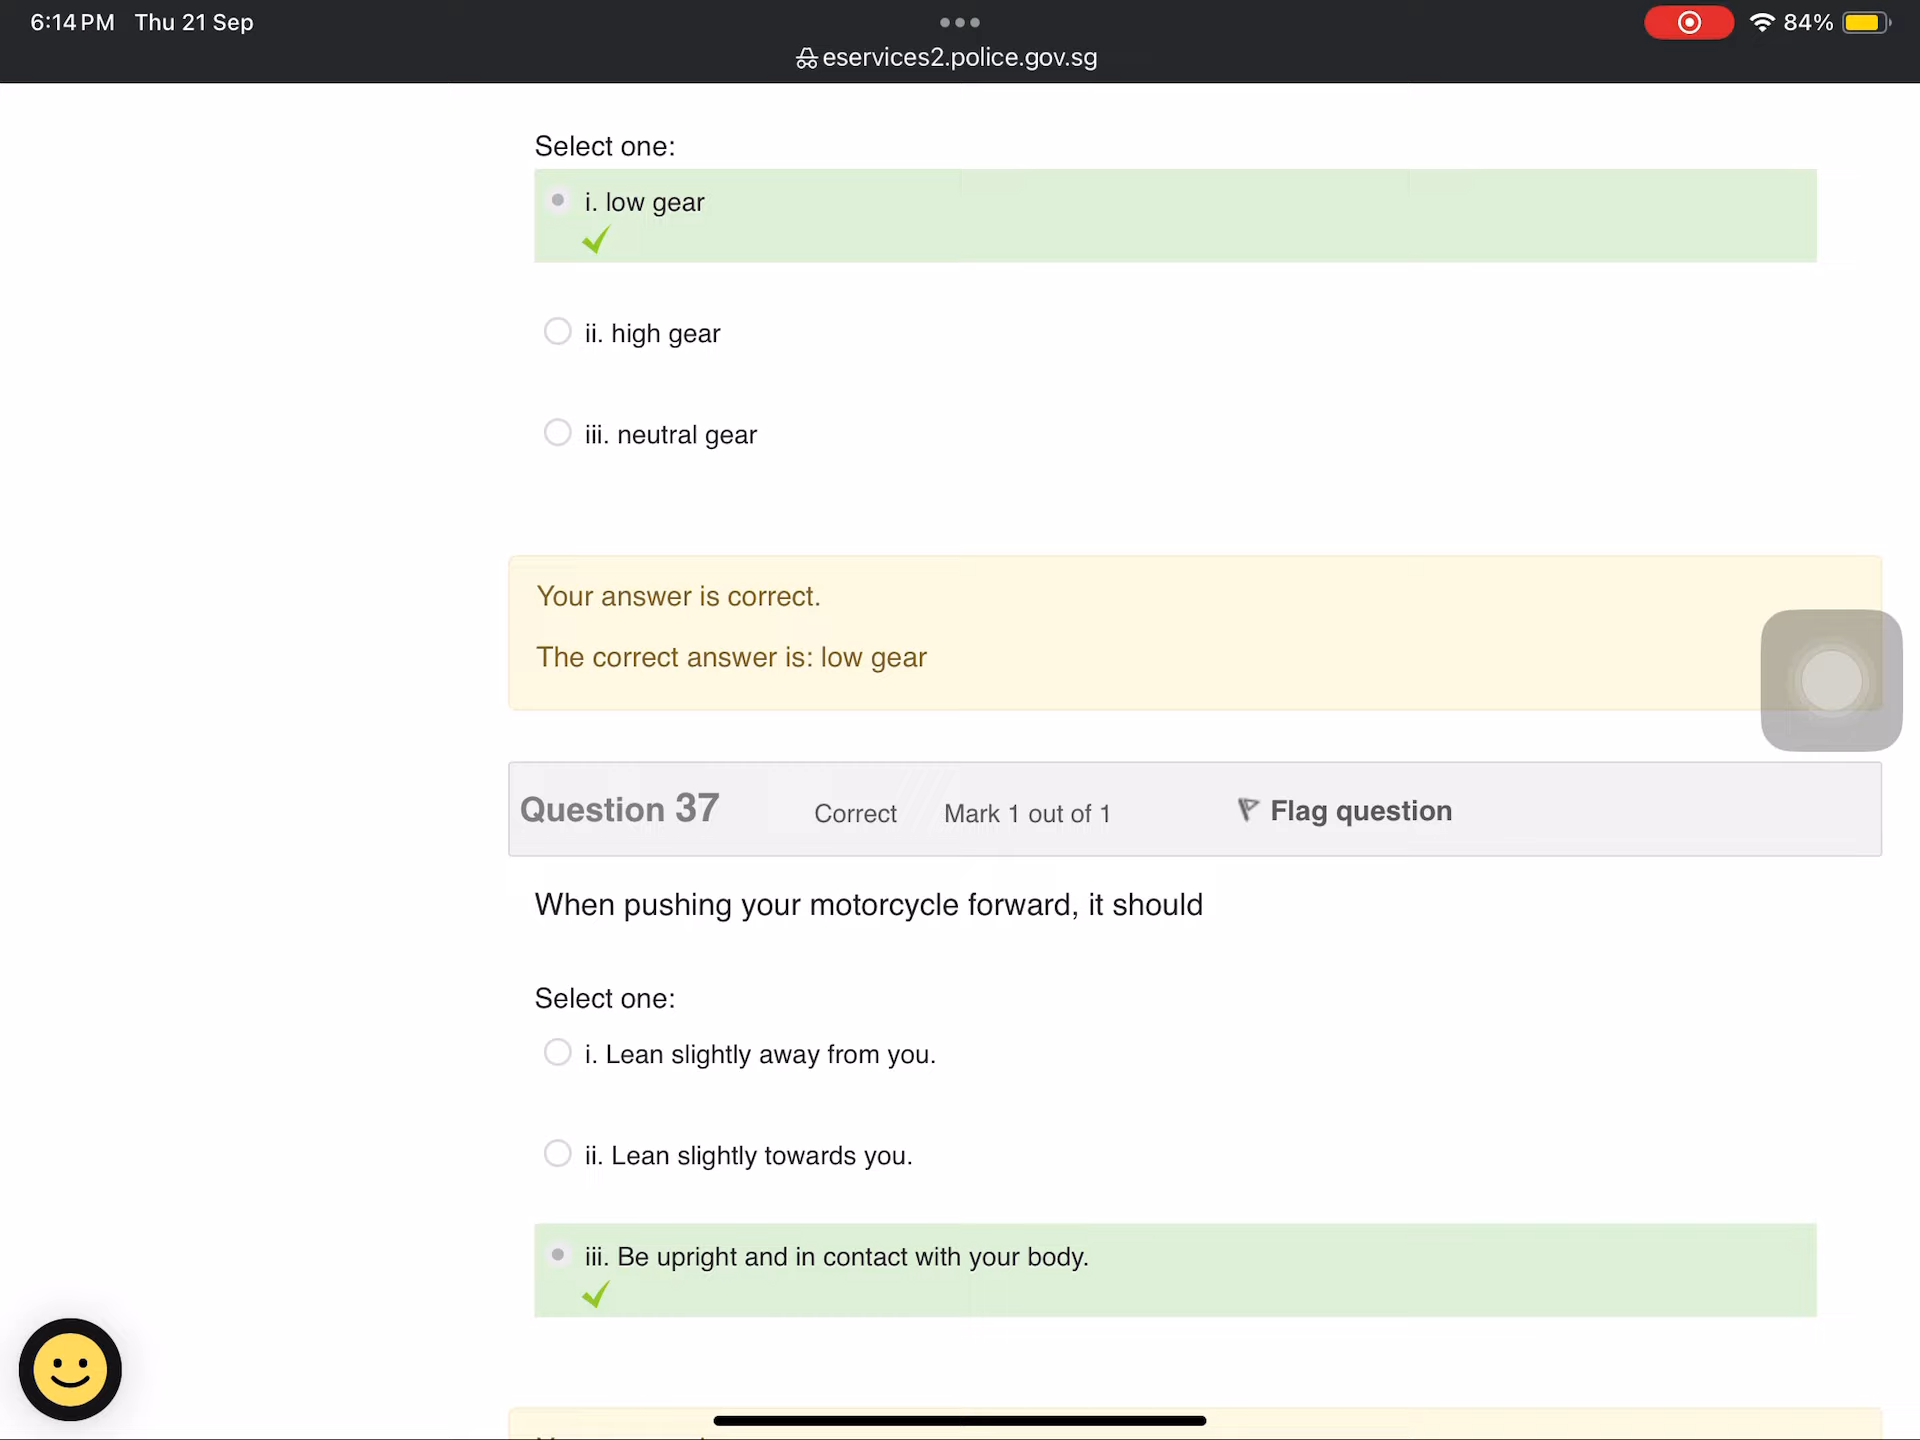 6:14 PM Thu 21 Sep
84%
eservices2.police.gov.sg
Select one:
i. low gear
ii. high gear
iii. neutral gear
Your answer is correct.
The correct answer is: low gear
Question 37 Correct Mark 1 out of 1 Flag question
When pushing your motorcycle forward, it should
Select one:
i. Lean slightly away from you.
ii. Lean slightly towards you.
iii. Be upright and in contact with your body.